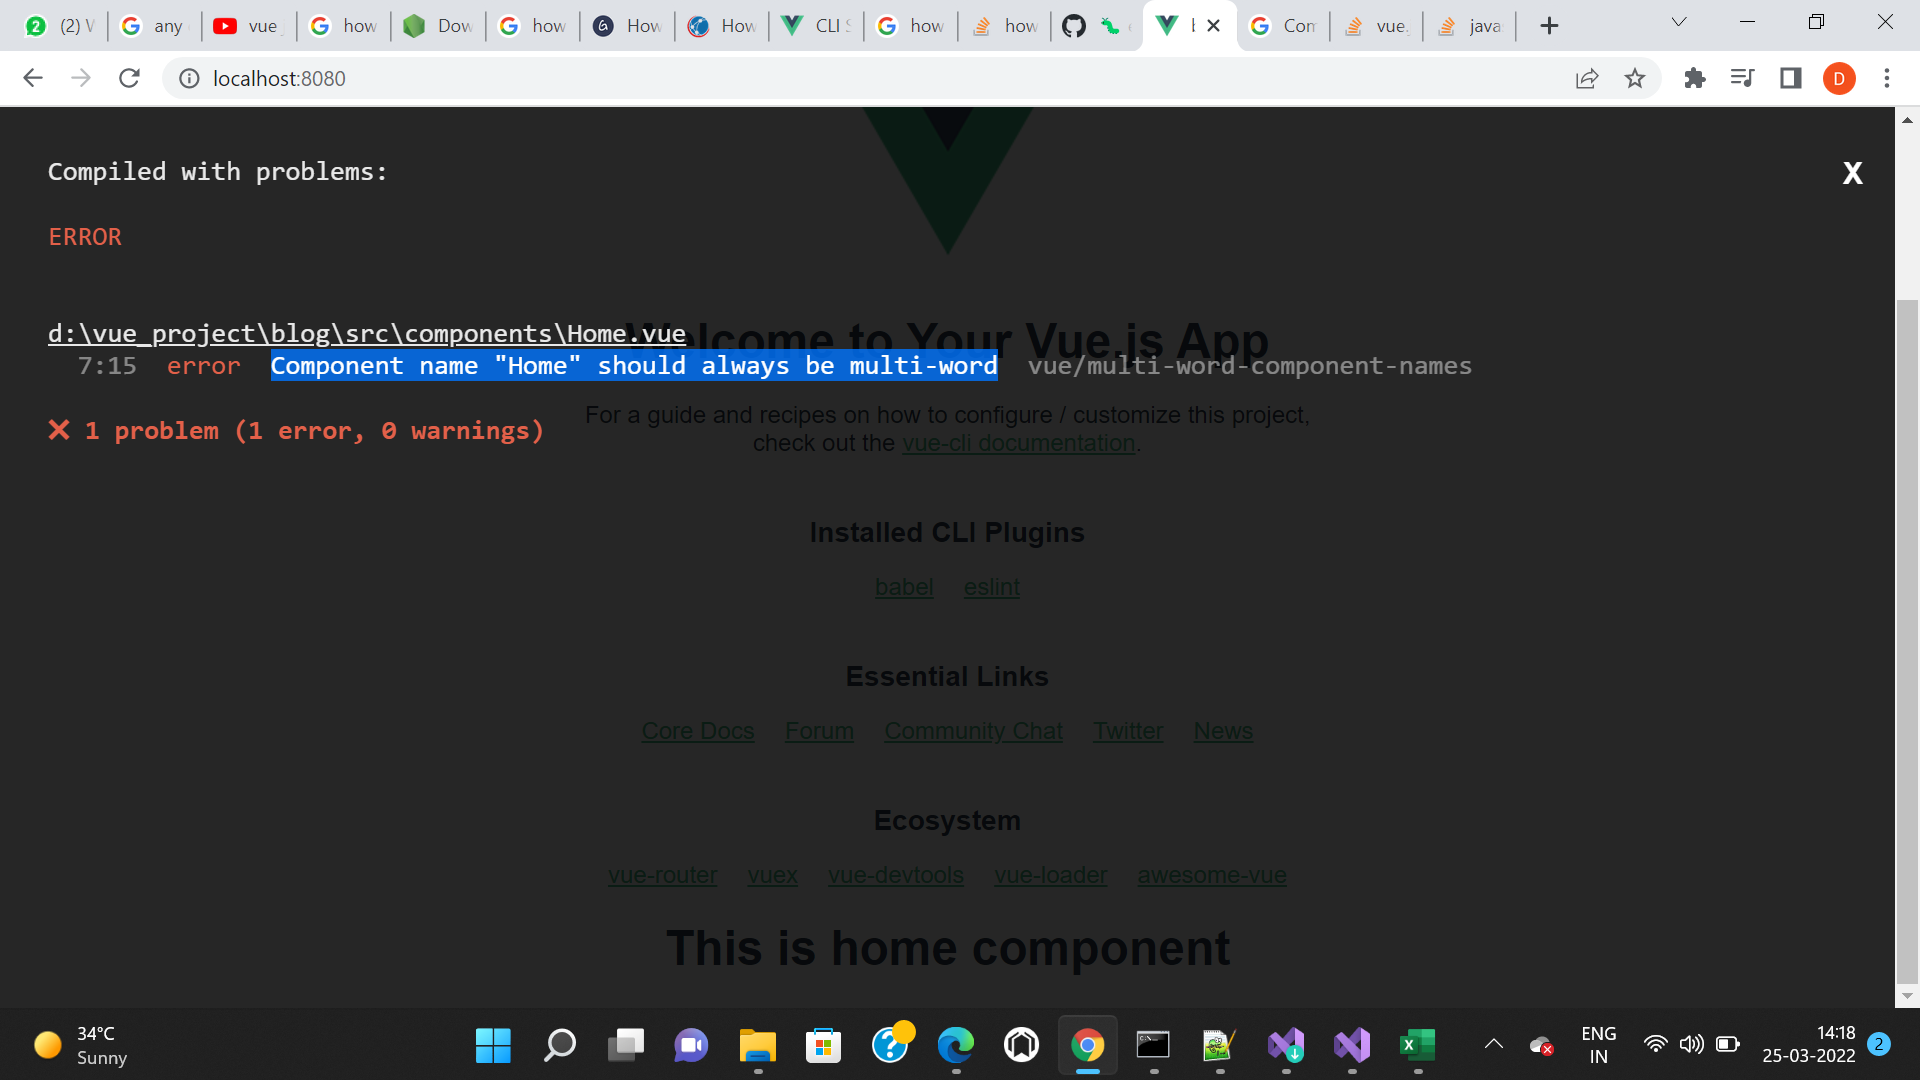 (2) W
any
vue
how
Dow
how
How
How
CLI S
how
how
Con
vue.
java
localhost:8080
D
Compiled with problems:
X
ERROR
d:\vue_project\blog\src\components\Home.vue
7:15 error Component name "Home" should always be multi-word vue/multi-word-component-names
1 problem (1 error, 0 warnings)
Welcome to Your Vue.js App
For a guide and recipes on how to configure / customize this project,
check out the vue-cli documentation.
Installed CLI Plugins
babel eslint
Essential Links
Core Docs Forum Community Chat Twitter News
Ecosystem
vue-router vuex vue-devtools vue-loader awesome-vue
This is home component
34°C
Sunny
ENG
IN
14:18
25-03-2022
2